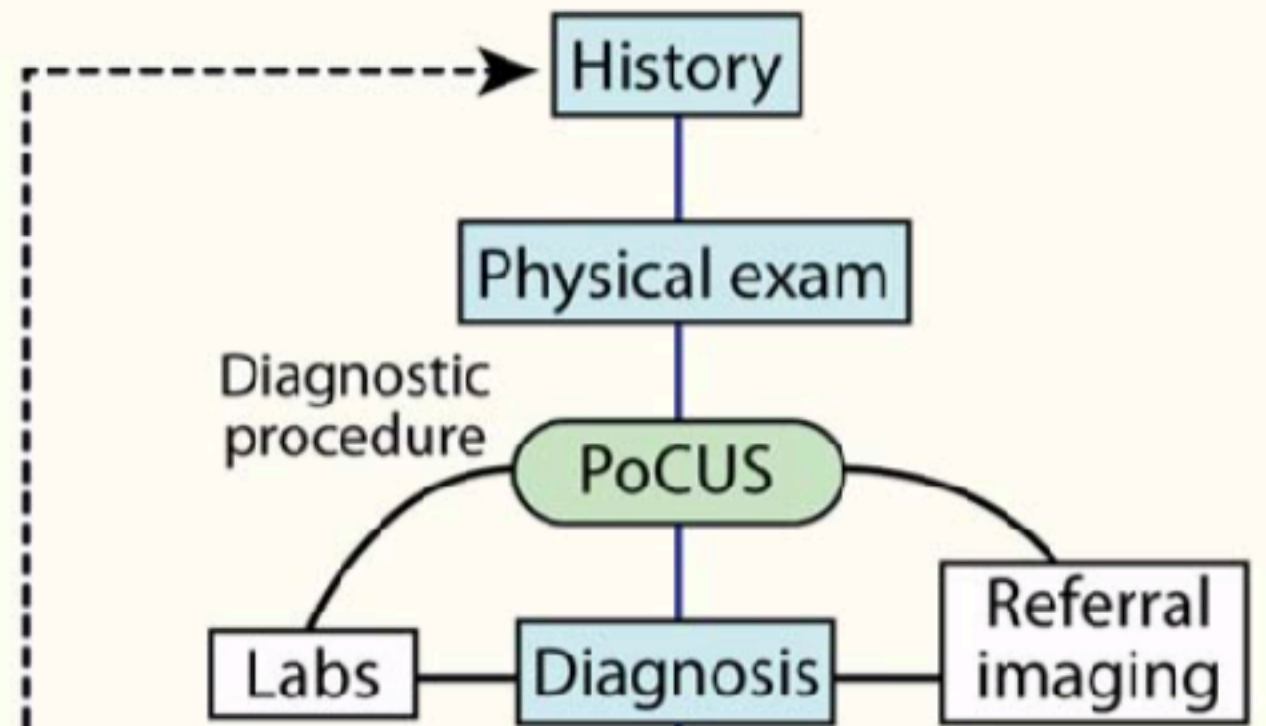 History
Physical exam
Diagnostic
procedure
PoCUS
Referral
imaging
Labs
Diagnosis